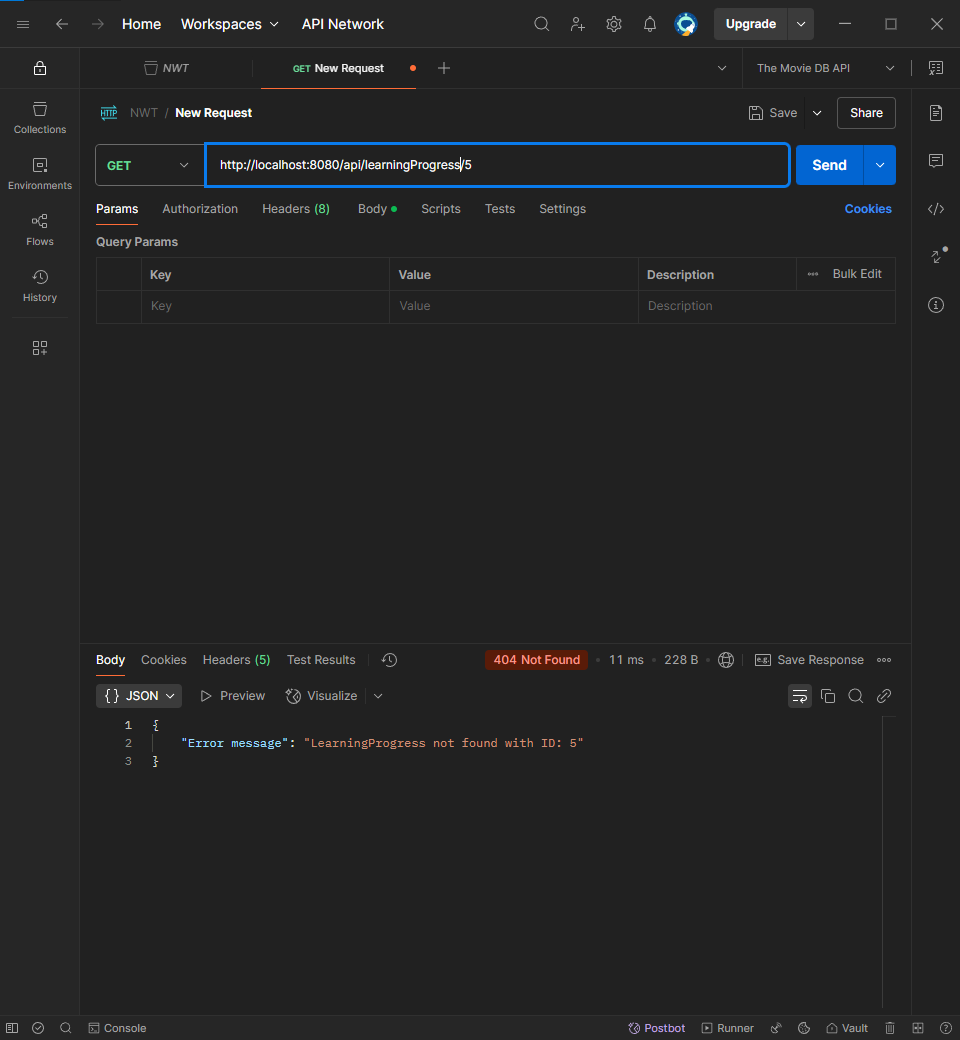 Home Workspaces API Network Upgrade
NWT GET New Request The Movie DB API
HTTP NWT / New Request Save Share
GET http://localhost:8080/api/learningProgress/5 Send
Params Authorization Headers (8) Body Scripts Tests Settings Cookies
Query Params
Key Value Description Bulk Edit
Key Value Description
Collections
Environments
Flows
History
Body Cookies Headers (5) Test Results 404 Not Found 11 ms 228 B e.g. Save Response
{} JSON Preview Visualize
1 {
2 "Error message": "LearningProgress not found with ID: 5"
3 }
Console Postbot Runner Vault